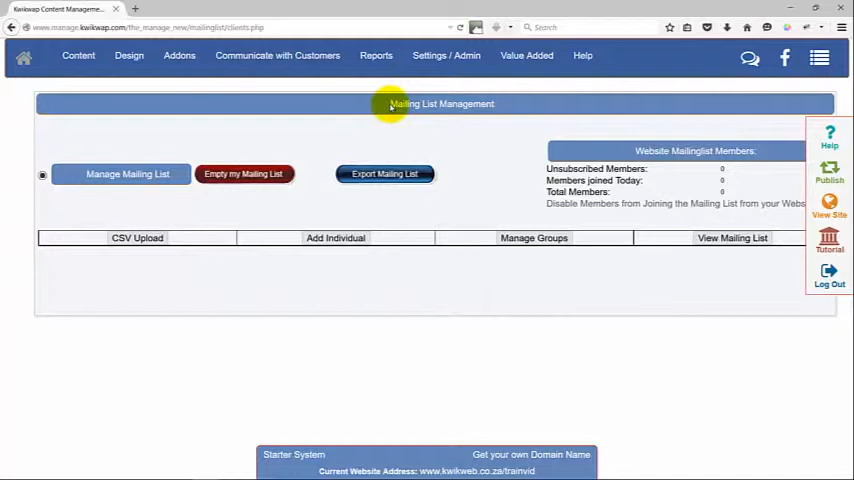 Kwikwap Content Manageme...
www.manage.kwikwap.com/the_manage_new/mailinglist/clients.php
Search
Content
Design
Addons
Communicate with Customers
Reports
Settings / Admin
Value Added
Help
Mailing List Management
Manage Mailing List
Empty my Mailing List
Export Mailing List
Website Mailinglist Members:
Unsubscribed Members: 0
Members joined Today: 0
Total Members: 0
Disable Members from Joining the Mailing List from your Webs
CSV Upload
Add Individual
Manage Groups
View Mailing List
Help
Publish
View Site
Tutorial
Log Out
Starter System
Get your own Domain Name
Current Website Address: www.kwikweb.co.za/trainvid